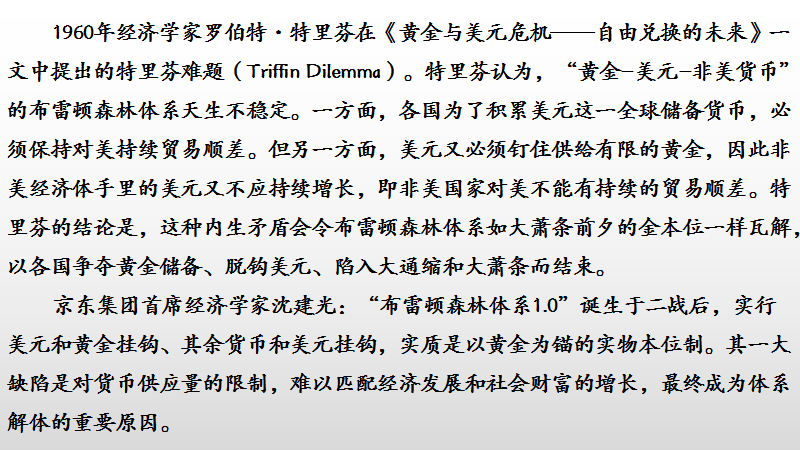 1960年经济学家罗伯特·特里芬在《黄金与美元危机——自由兑换的未来》一
文中提出的特里芬难题（Triffin Dilemma）。特里芬认为，“黄金-美元-非美货币”
的布雷顿森林体系天生不稳定。一方面，各国为了积累美元这一全球储备货币，必
须保持对美持续贸易顺差。但另一方面，美元又必须钉住供给有限的黄金，因此非
美经济体手里的美元又不应持续增长，即非美国家对美不能有持续的贸易顺差。特
里芬的结论是，这种内生矛盾会令布雷顿森林体系如大萧条前夕的金本位一样瓦解，
以各国争夺黄金储备、脱钩美元、陷入大通缩和大萧条而结束。
京东集团首席经济学家沈建光：“布雷顿森林体系1.0”诞生于二战后，实行
美元和黄金挂钩、其余货币和美元挂钩，实质是以黄金为锚的实物本位制。其一大
缺陷是对货币供应量的限制，难以匹配经济发展和社会财富的增长，最终成为体系
解体的重要原因。